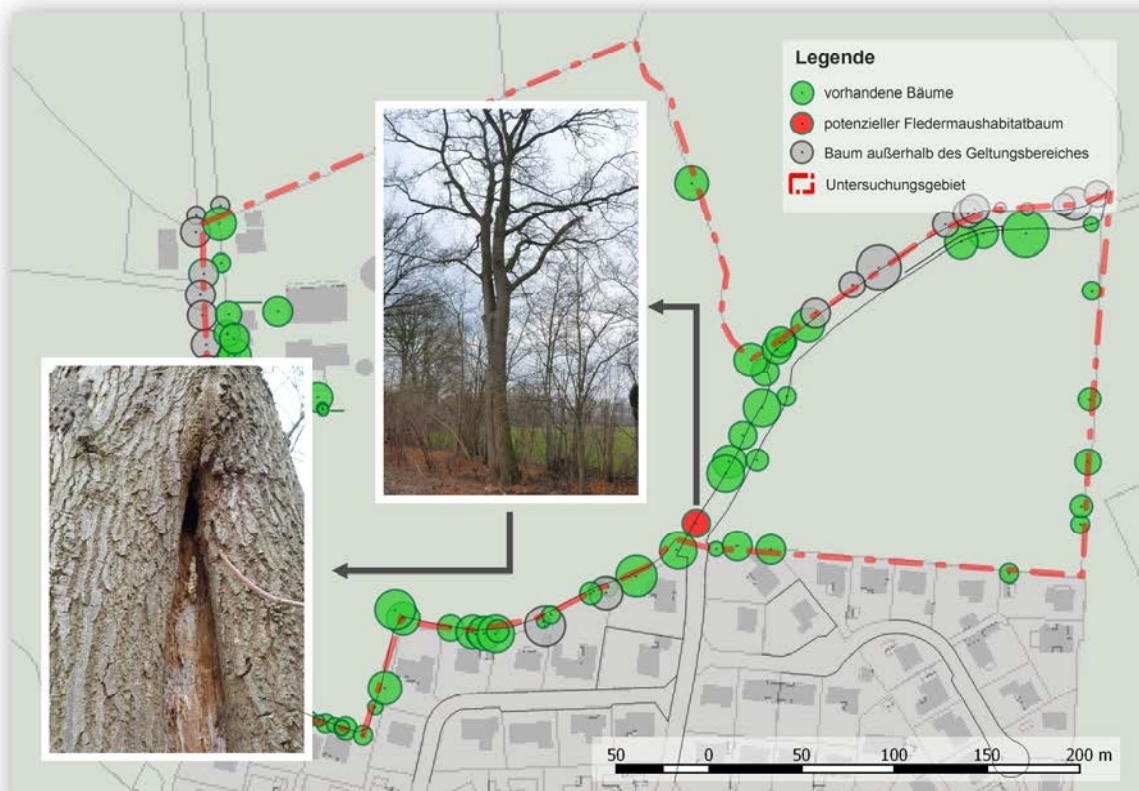 Legende
vorhandene Bäume
potenzieller Fledermaushabitatbaum
Baum außerhalb des Geltungsbereiches
Untersuchungsgebiet
50 0 50 100 150 200 m